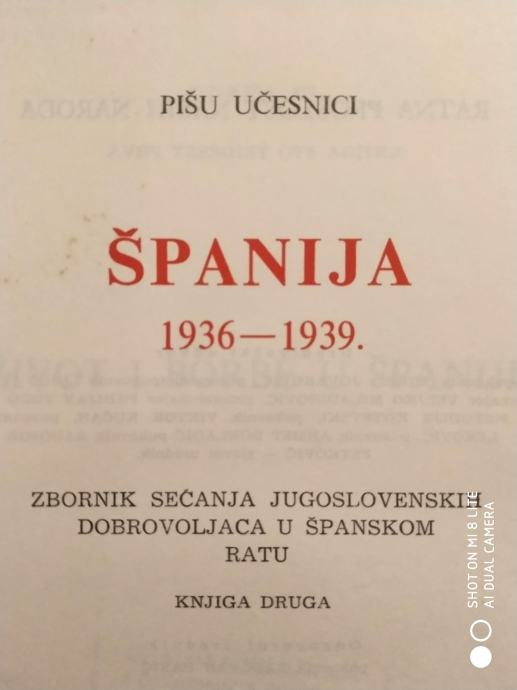 PIŠU UČESNICI
ŠPANIJA
1936—1939.
ZBORNIK SEĆANJA JUGOSLOVENSKIH
DOBROVOLJACA U ŠPANSKOM
RATU
KNJIGA DRUGA
SHOT ON MI 8 LITE
AI DUAL CAMERA